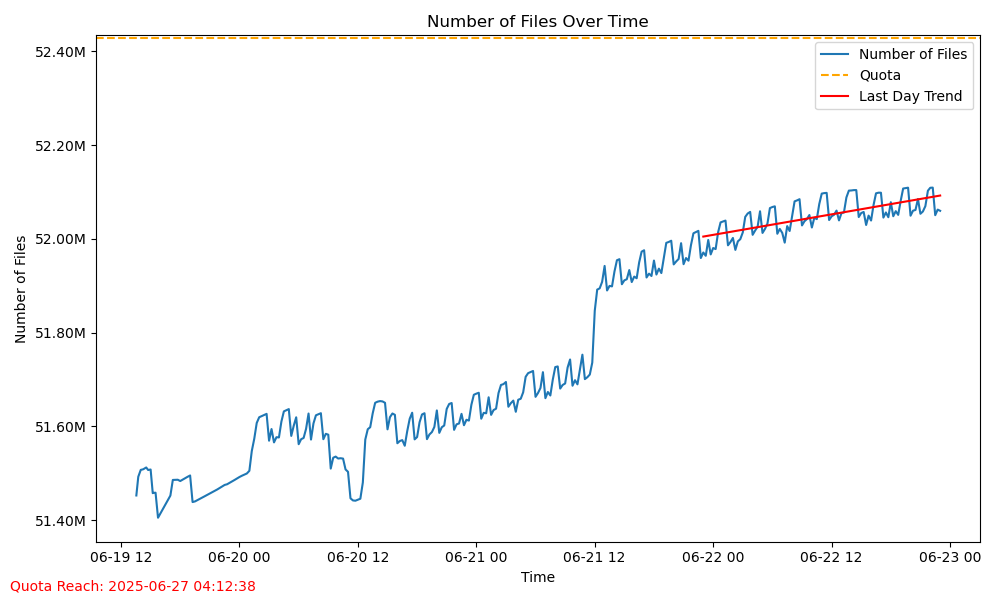 Number of Files Over Time
52.40M
52.20M
52.00M
51.80M
51.60M
51.40M
Number of Files
Number of Files
Quota
Last Day Trend
06-19 12
06-20 00
06-20 12
06-21 00
06-21 12
06-22 00
06-22 12
06-23 00
Time
Quota Reach: 2025-06-27 04:12:38